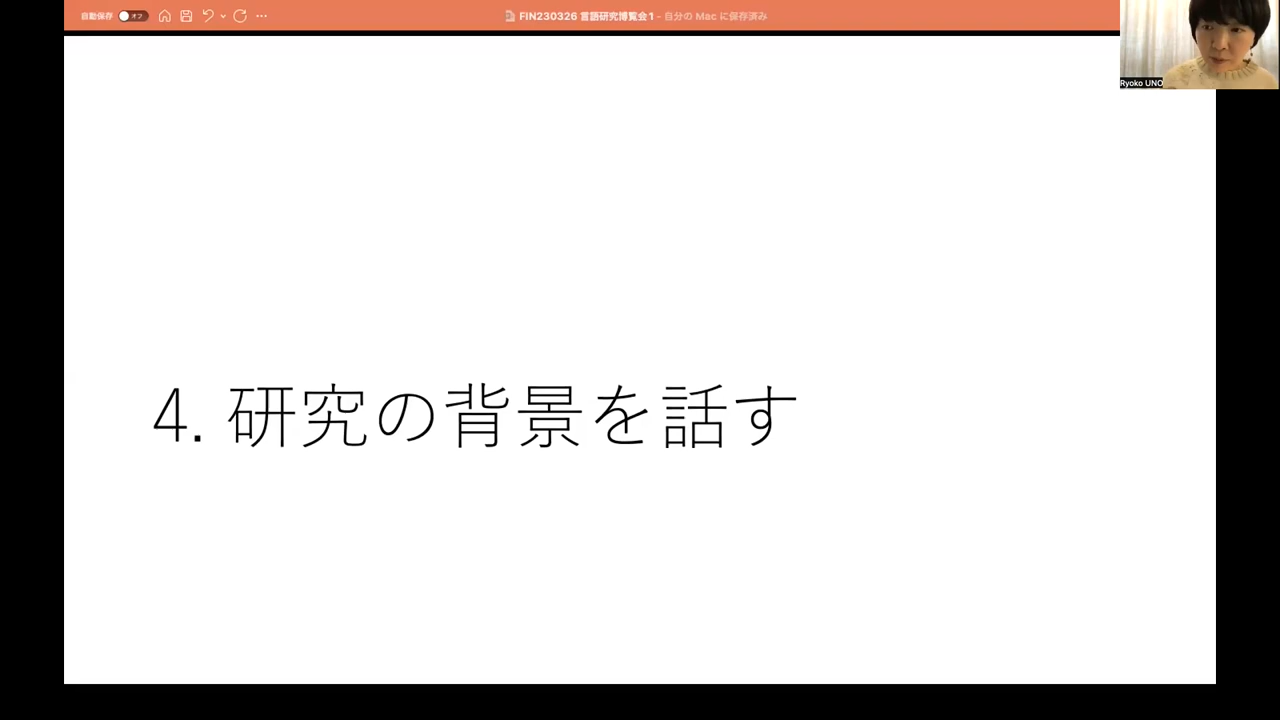 自動保存 オフ
FIN230326 言語研究博覧会1 - 自分の Mac に保存済み
Ryoko UNO
4. 研究の背景を話す